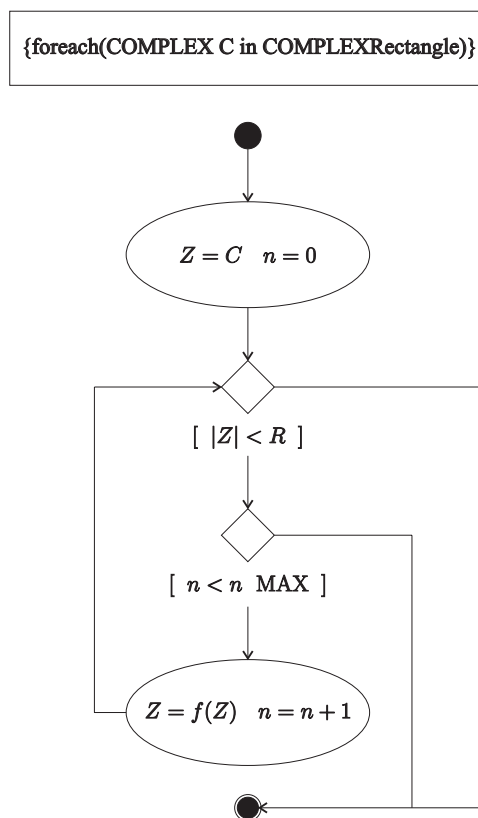 {foreach(COMPLEX C in COMPLEXRectangle)}
Z = C n = 0
[ |Z| < R ]
[ n < n MAX ]
Z = f(Z) n = n + 1